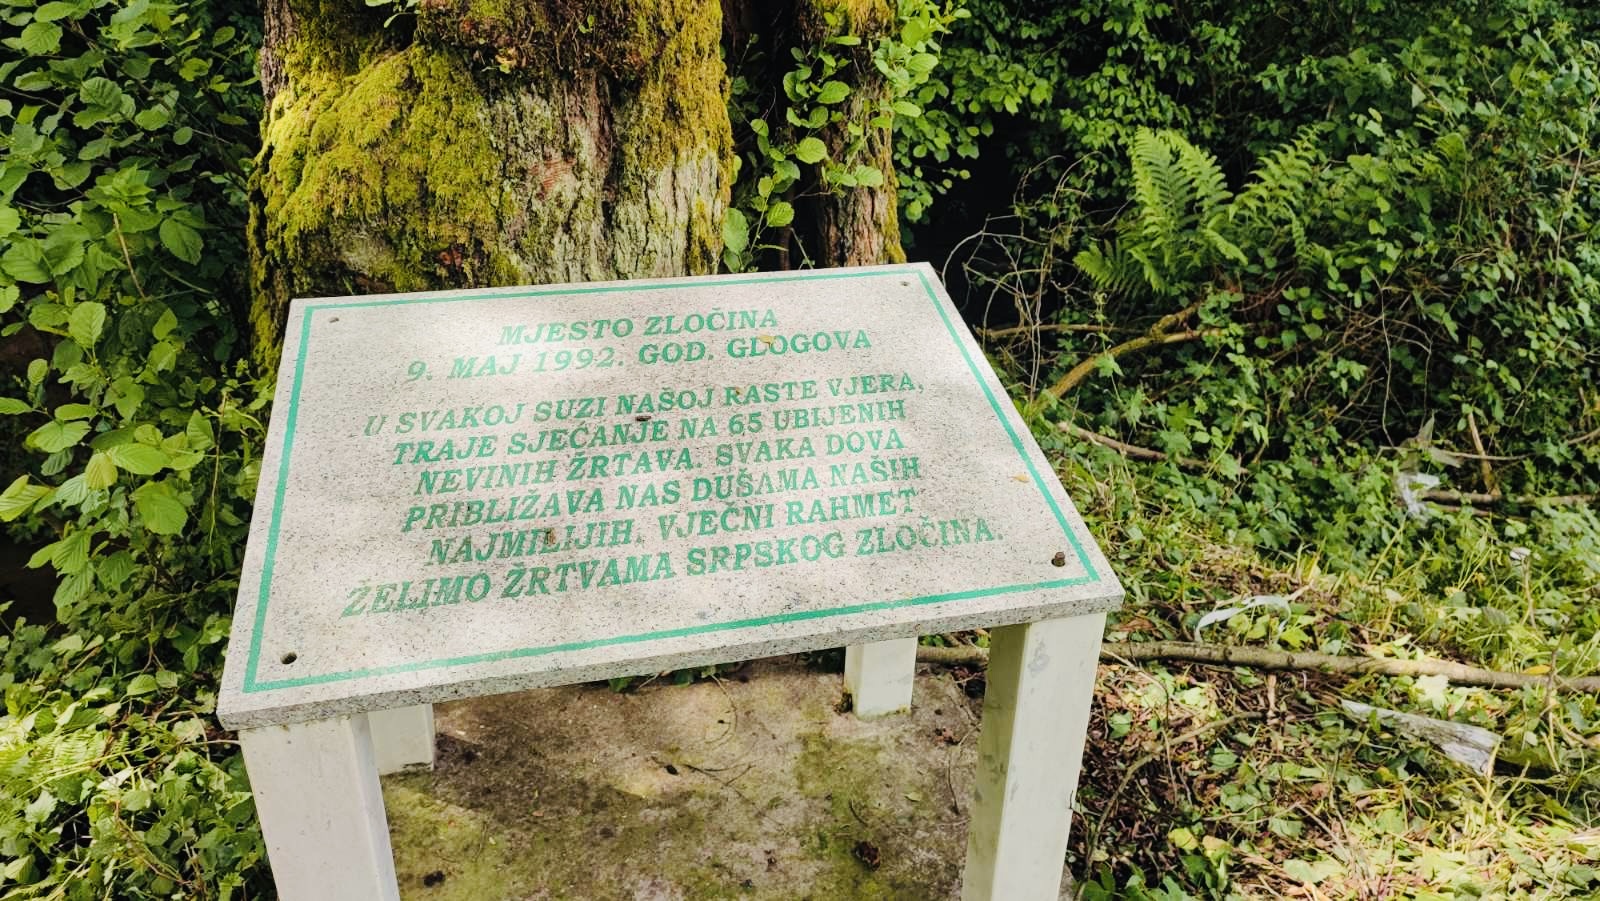 MJESTO ZLOČINA
9. MAJ 1992. GOD. GLOGOVA
U SVAKOJ SUZI NAŠOJ RASTE VJERA,
TRAJE SJEĆANJE NA 65 UBIJENIH
NEVINIH ŽRTAVA. SVAKA DOVA
PRIBLIŽAVA NAS DUŠAMA NAŠIH
NAJMILIJIH. VJEČNI RAHMET
ŽELIMO ŽRTVAMA SRPSKOG ZLOČINA.